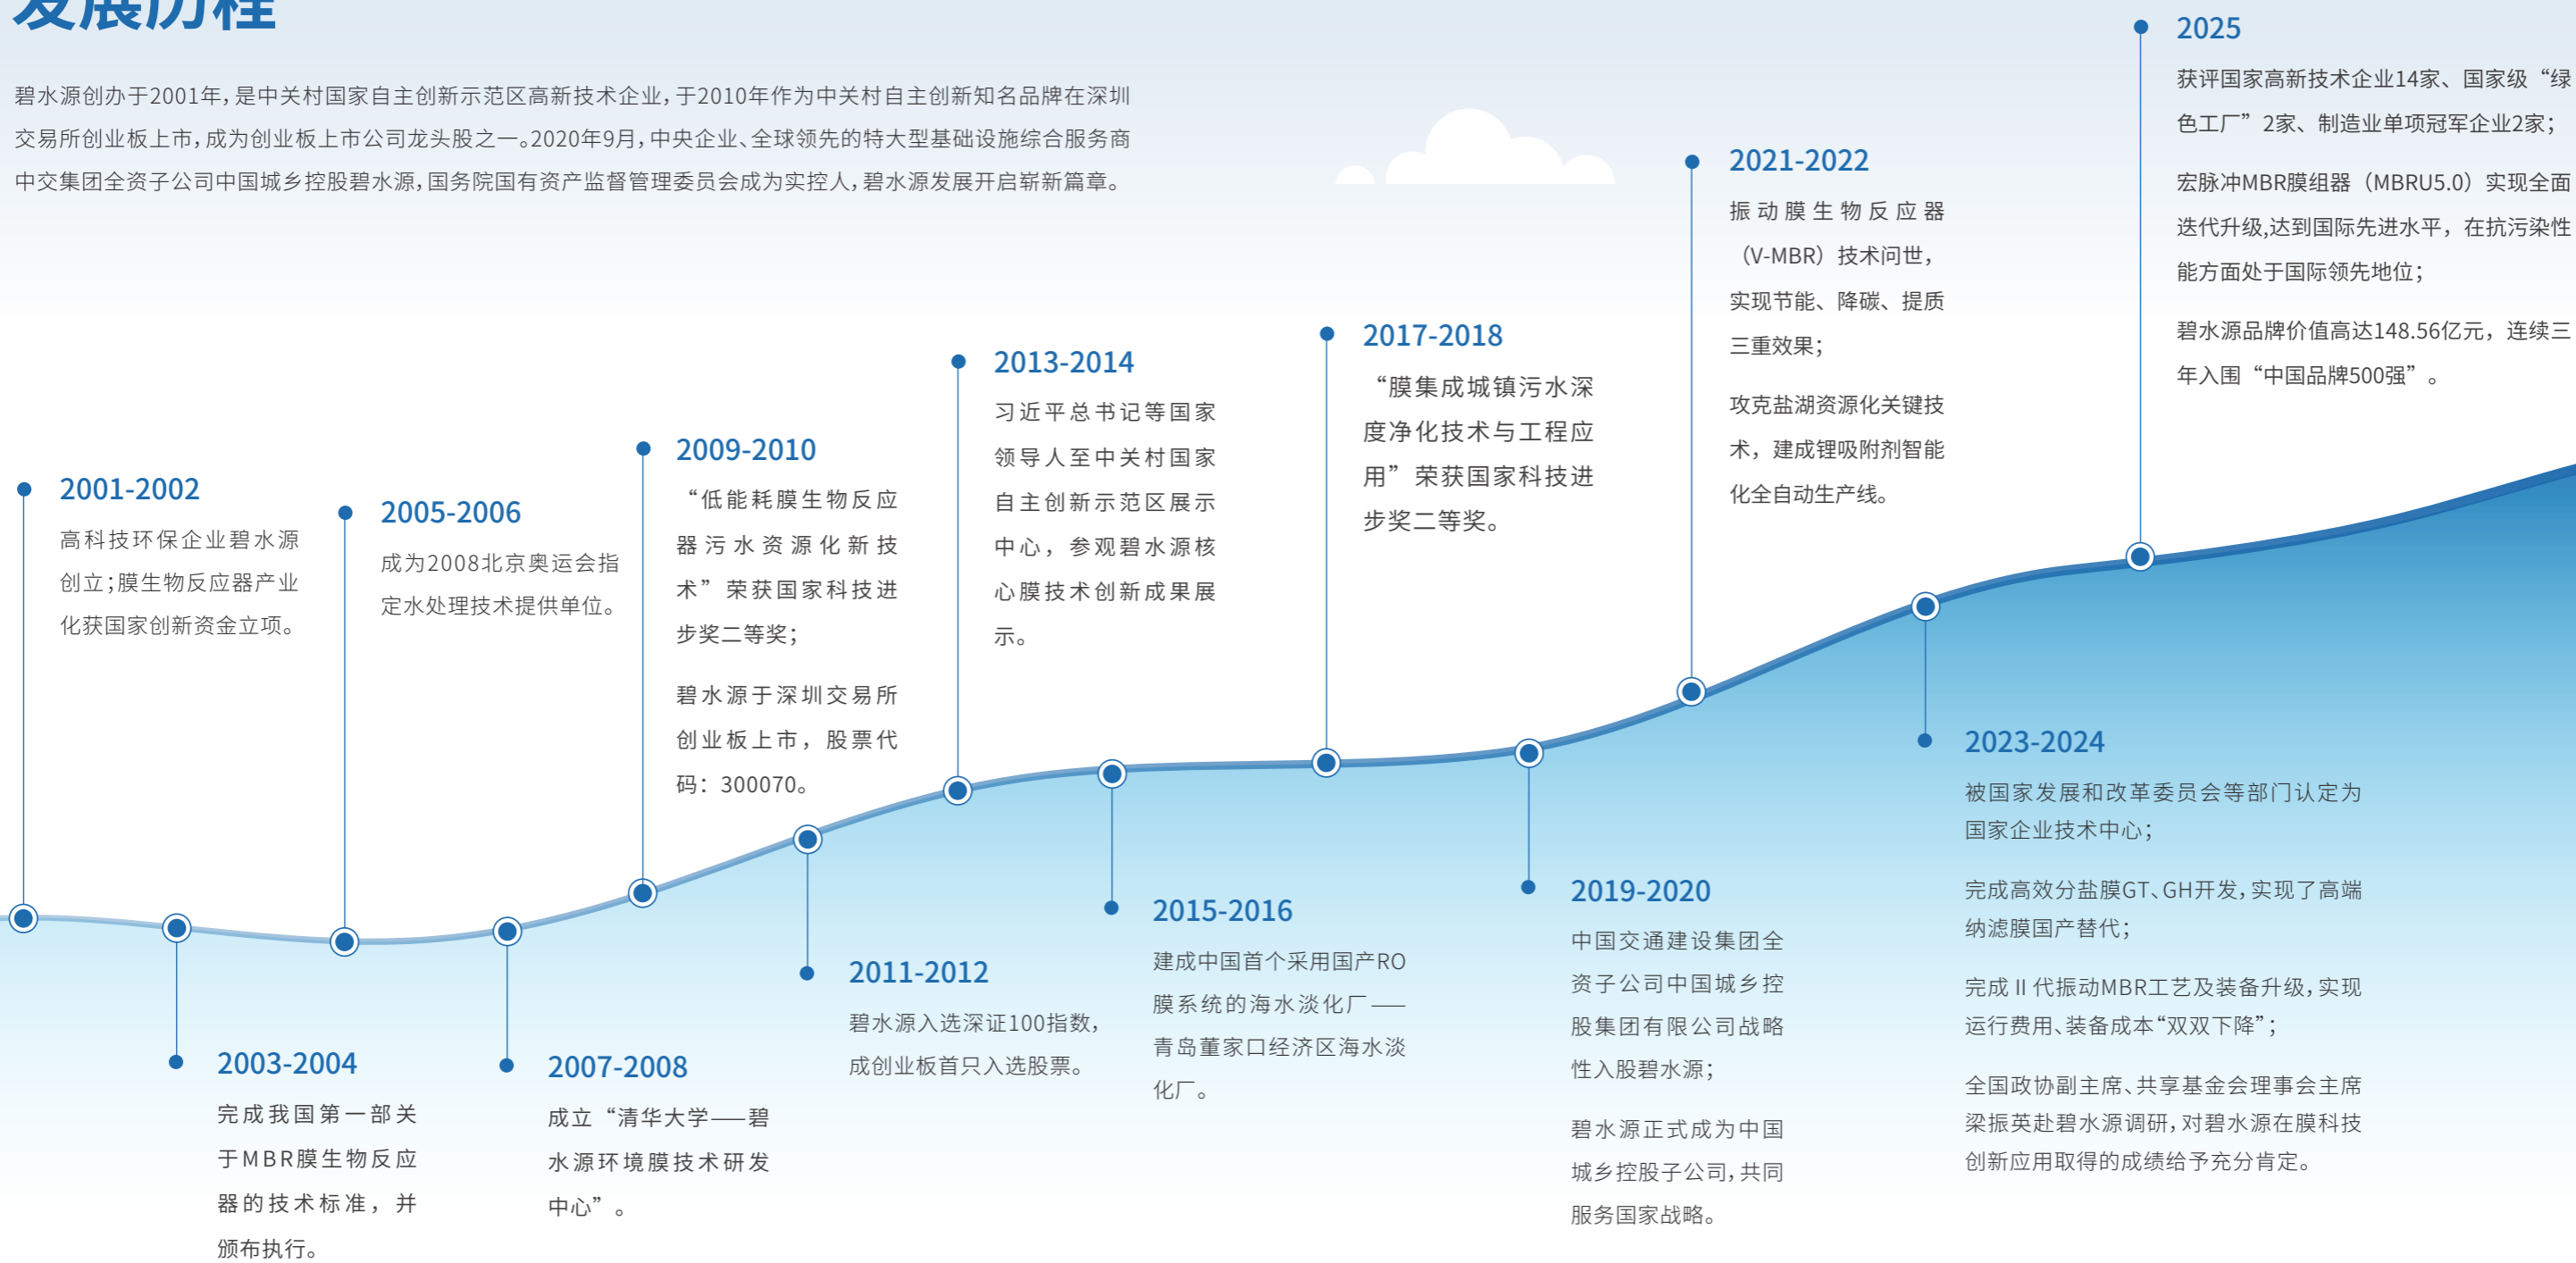 发展历程
碧水源创办于2001年，是中关村国家自主创新示范区高新技术企业，于2010年作为中关村自主创新知名品牌在深圳
交易所创业板上市，成为创业板上市公司龙头股之一。2020年9月，中央企业、全球领先的特大型基础设施综合服务商
中交集团全资子公司中国城乡控股碧水源，国务院国有资产监督管理委员会成为实控人，碧水源发展开启崭新篇章。
2001-2002
高科技环保企业碧水源
创立；膜生物反应器产业
化获国家创新资金立项。
2003-2004
完成我国第一部关
于MBR膜生物反应
器的技术标准，并
颁布执行。
2005-2006
成为2008北京奥运会指
定水处理技术提供单位。
2007-2008
成立“清华大学——碧
水源环境膜技术研发
中心”。
2009-2010
“低能耗膜生物反应
器污水资源化新技
术”荣获国家科技进
步奖二等奖；
碧水源于深圳交易所
创业板上市，股票代
码：300070。
2011-2012
碧水源入选深证100指数，
成创业板首只入选股票。
2013-2014
习近平总书记等国家
领导人至中关村国家
自主创新示范区展示
中心，参观碧水源核
心膜技术创新成果展
示。
2015-2016
建成中国首个采用国产RO
膜系统的海水淡化厂——
青岛董家口经济区海水淡
化厂。
2017-2018
“膜集成城镇污水深
度净化技术与工程应
用”荣获国家科技进
步奖二等奖。
2019-2020
中国交通建设集团全
资子公司中国城乡控
股集团有限公司战略
性入股碧水源；
碧水源正式成为中国
城乡控股子公司，共同
服务国家战略。
2021-2022
振动膜生物反应器
（V-MBR）技术问世，
实现节能、降碳、提质
三重效果；
攻克盐湖资源化关键技
术，建成锂吸附剂智能
化全自动生产线。
2023-2024
被国家发展和改革委员会等部门认定为
国家企业技术中心；
完成高效分盐膜GT、GH开发，实现了高端
纳滤膜国产替代；
完成Ⅱ代振动MBR工艺及装备升级，实现
运行费用、装备成本“双双下降”；
全国政协副主席、共享基金会理事会主席
梁振英赴碧水源调研，对碧水源在膜科技
创新应用取得的成绩给予充分肯定。
2025
获评国家高新技术企业14家、国家级“绿
色工厂”2家、制造业单项冠军企业2家；
宏脉冲MBR膜组器（MBRU5.0）实现全面
迭代升级,达到国际先进水平，在抗污染性
能方面处于国际领先地位；
碧水源品牌价值高达148.56亿元，连续三
年入围“中国品牌500强”。